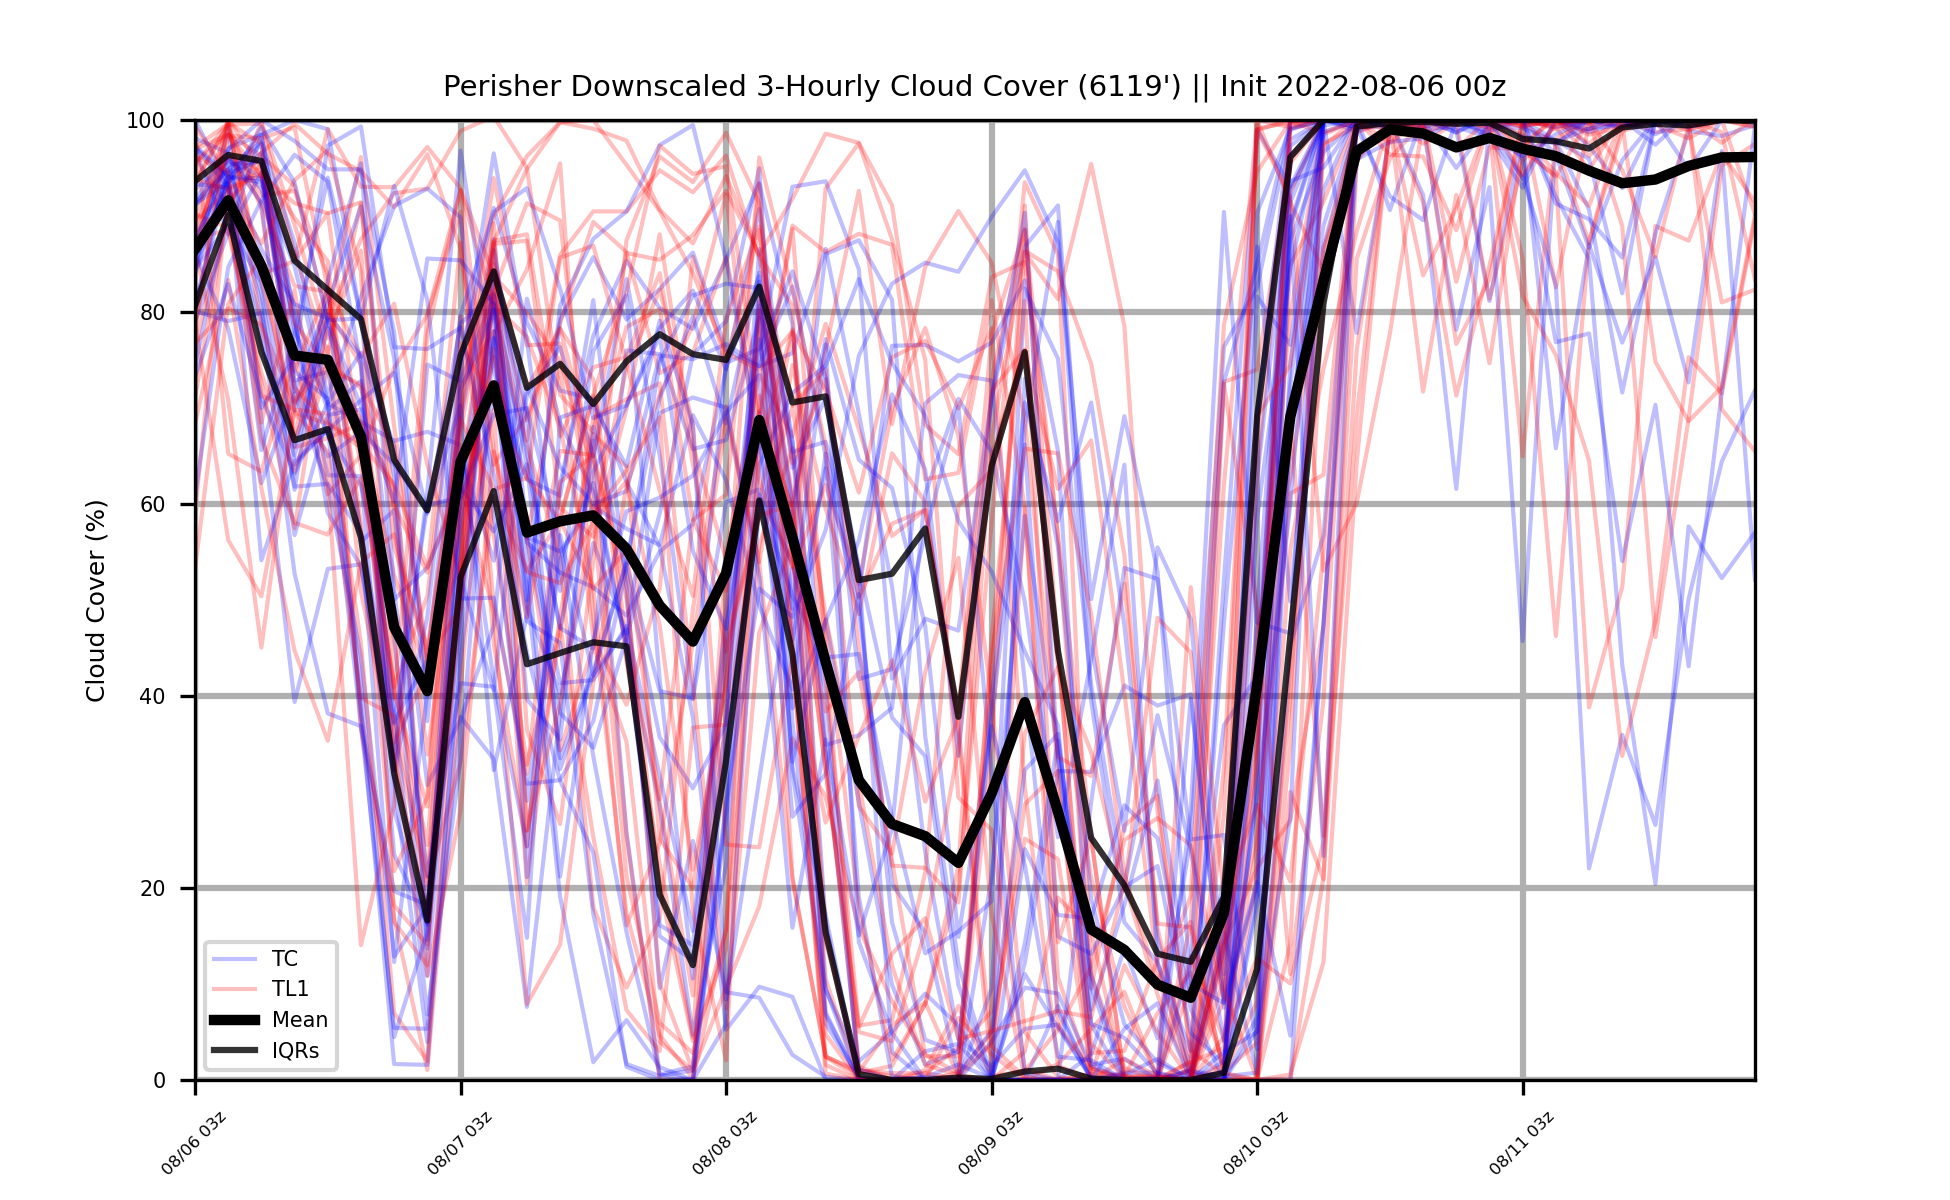 Perisher Downscaled 3-Hourly Cloud Cover (6119') || Init 2022-08-06 00z
Cloud Cover (%)
100
80
60
40
20
0
TC
TL1
Mean
IQRs
08/06 03z
08/07 03z
08/08 03z
08/09 03z
08/10 03z
08/11 03z